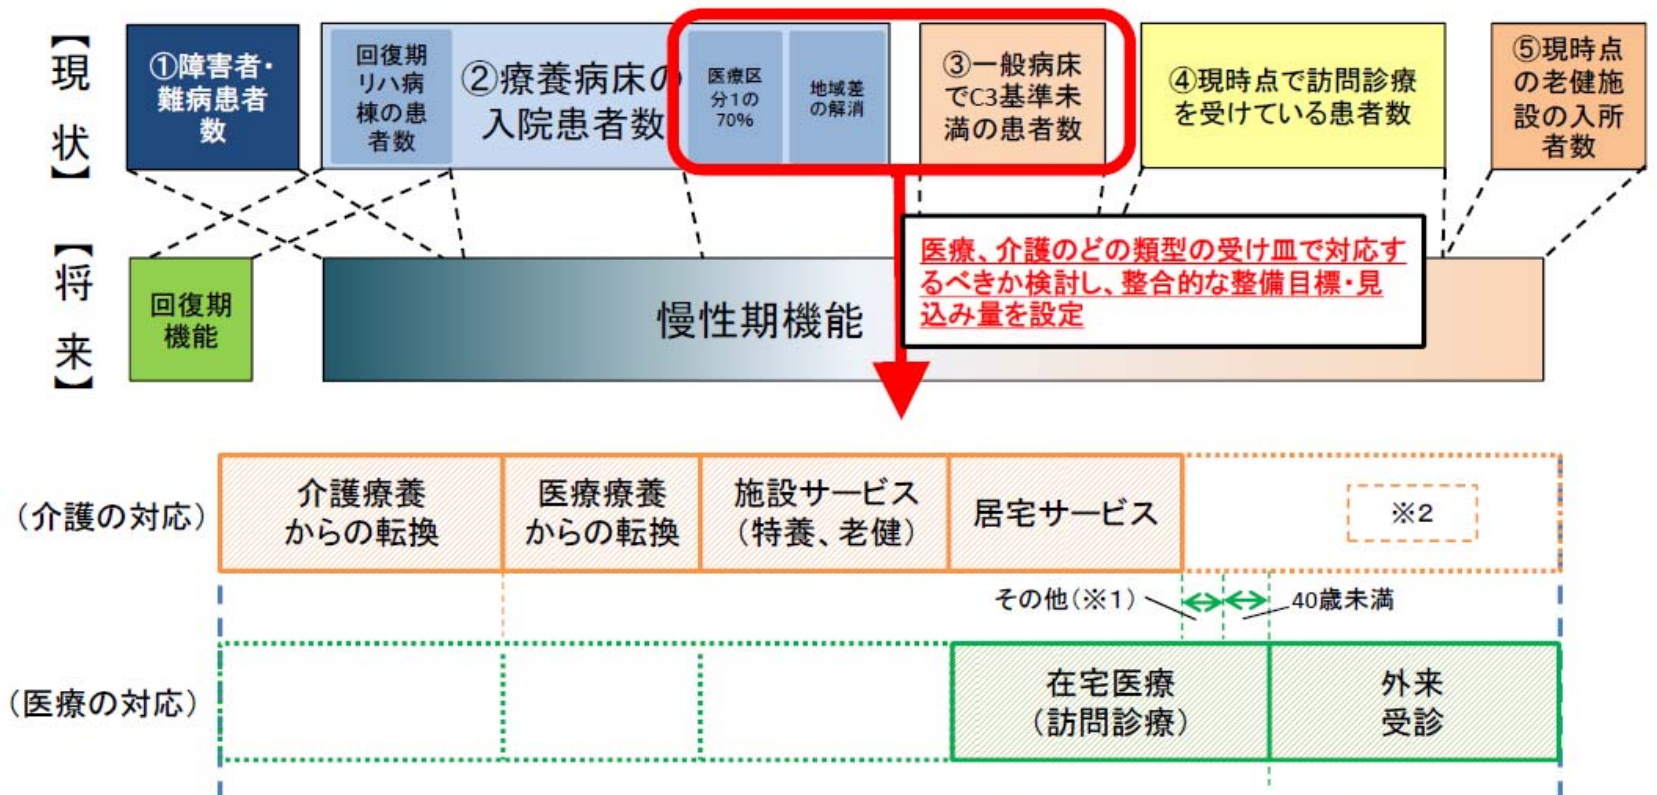 【現状】
①障害者・
難病患者
数
回復期
リハ病
棟の患
者数
②療養病床の
入院患者数
医療区
分1の
70%
地域差
の解消
③一般病床
でC3基準未
満の患者数
④現時点で訪問診療
を受けている患者数
⑤現時点
の老健施
設の入所
者数
【将来】
回復期
機能
慢性期機能
医療、介護のどの類型の受け皿で対応す
るべきか検討し、整合的な整備目標・見
込み量を設定
(介護の対応)
介護療養
からの転換
医療療養
からの転換
施設サービス
(特養、老健)
居宅サービス
※2
その他(※1)
40歳未満
(医療の対応)
在宅医療
(訪問診療)
外来
受診